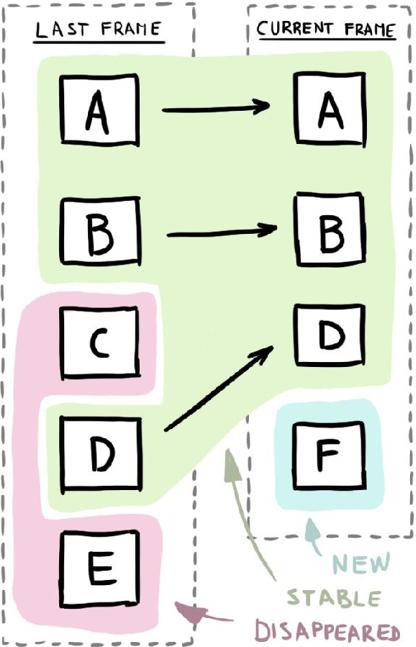 LAST FRAME
CURRENT FRAME
A
A
B
B
C
D
D
F
E
NEW
STABLE
DISAPPEARED